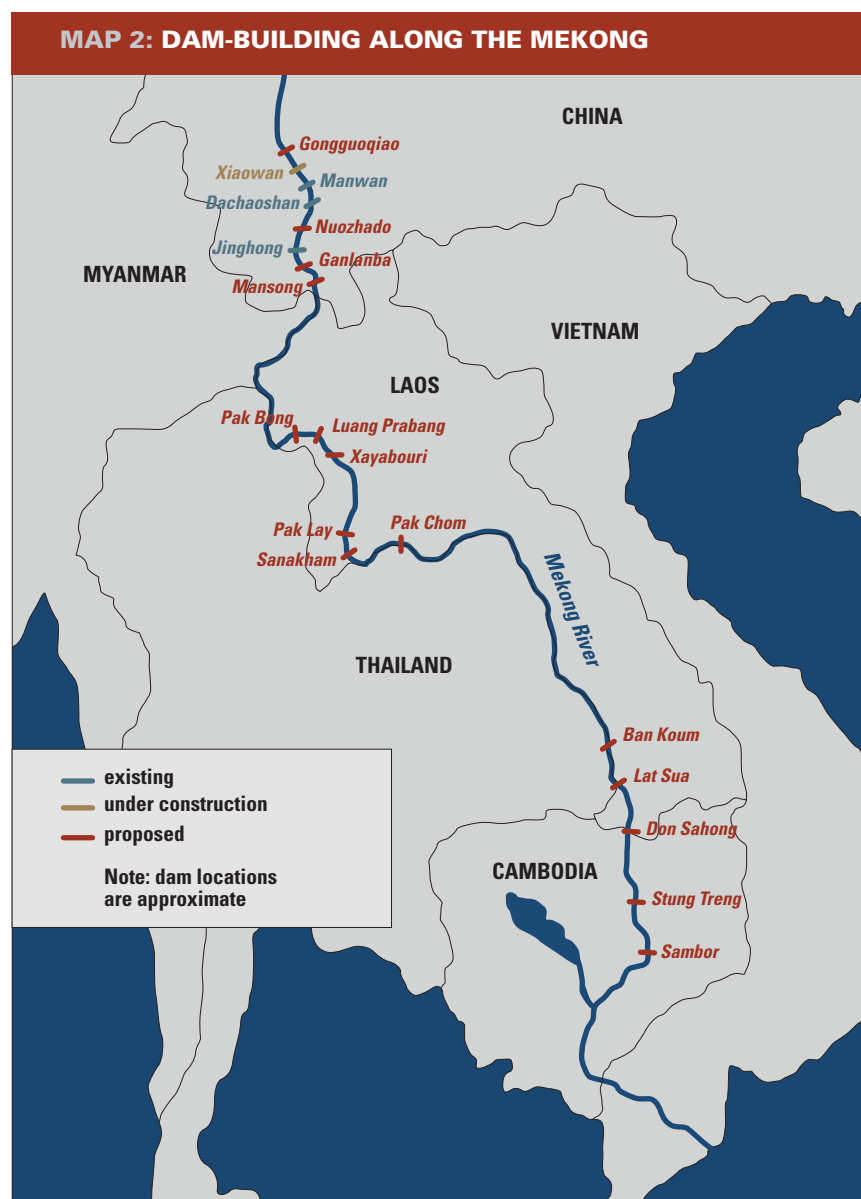 MAP 2: DAM-BUILDING ALONG THE MEKONG
CHINA
Gongguoqiao
Xiaowan
Manwan
Dachaoshan
Nuozhado
Jinghong
Ganlanba
MYANMAR
Mansong
VIETNAM
LAOS
Pak Beng
Luang Prabang
Xayabouri
Pak Lay
Pak Chom
Sanakham
Mekong River
THAILAND
Ban Koum
Lat Sua
Don Sahong
CAMBODIA
Stung Treng
Sambor
existing
under construction
proposed
Note: dam locations
are approximate